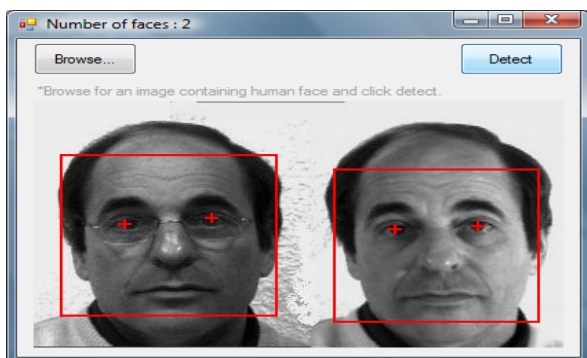 Number of faces : 2
Browse...
Detect
"Browse for an image containing human face and click detect.